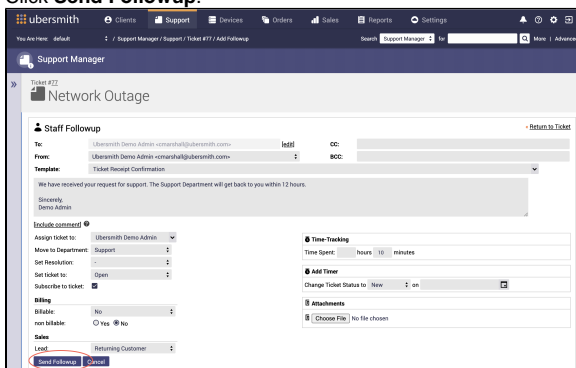 Click Send Followup.
ubersmith Clients Support Devices Orders Sales Reports Settings
You Are Here: default / Support Manager / Support / Ticket #77 / Add Followup Search Support Manager for More | Advance
Support Manager
Ticket #77
Network Outage
Staff Followup Return to Ticket
To: Ubersmith Demo Admin <cmarshall@ubersmith.com> [edit] CC:
From: Ubersmith Demo Admin <cmarshall@ubersmith.com> BCC:
Template: Ticket Receipt Confirmation
We have received your request for support. The Support Department will get back to you within 12 hours.
Sincerely,
Demo Admin
[include comment]
Assign ticket to: Ubersmith Demo Admin
Move to Department: Support
Set Resolution: -
Set ticket to: Open
Subscribe to ticket:
Billing
Billable: No
non billable: Yes No
Sales
Lead: Returning Customer
Send Followup Cancel
Time-Tracking
Time Spent: hours 10 minutes
Add Timer
Change Ticket Status to New on
Attachments
Choose File No file chosen